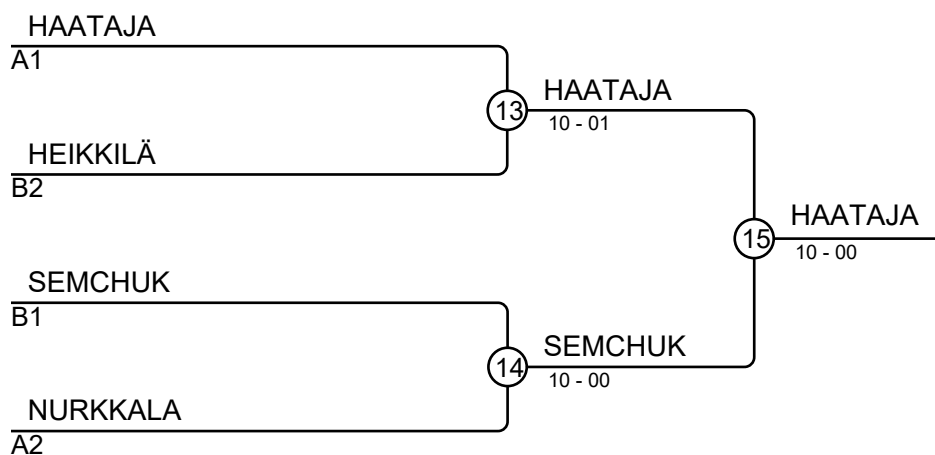 HAATAJA
A1
13
HAATAJA
10 - 01
HEIKKILÄ
B2
15
HAATAJA
10 - 00
SEMCHUK
B1
14
SEMCHUK
10 - 00
NURKKALA
A2